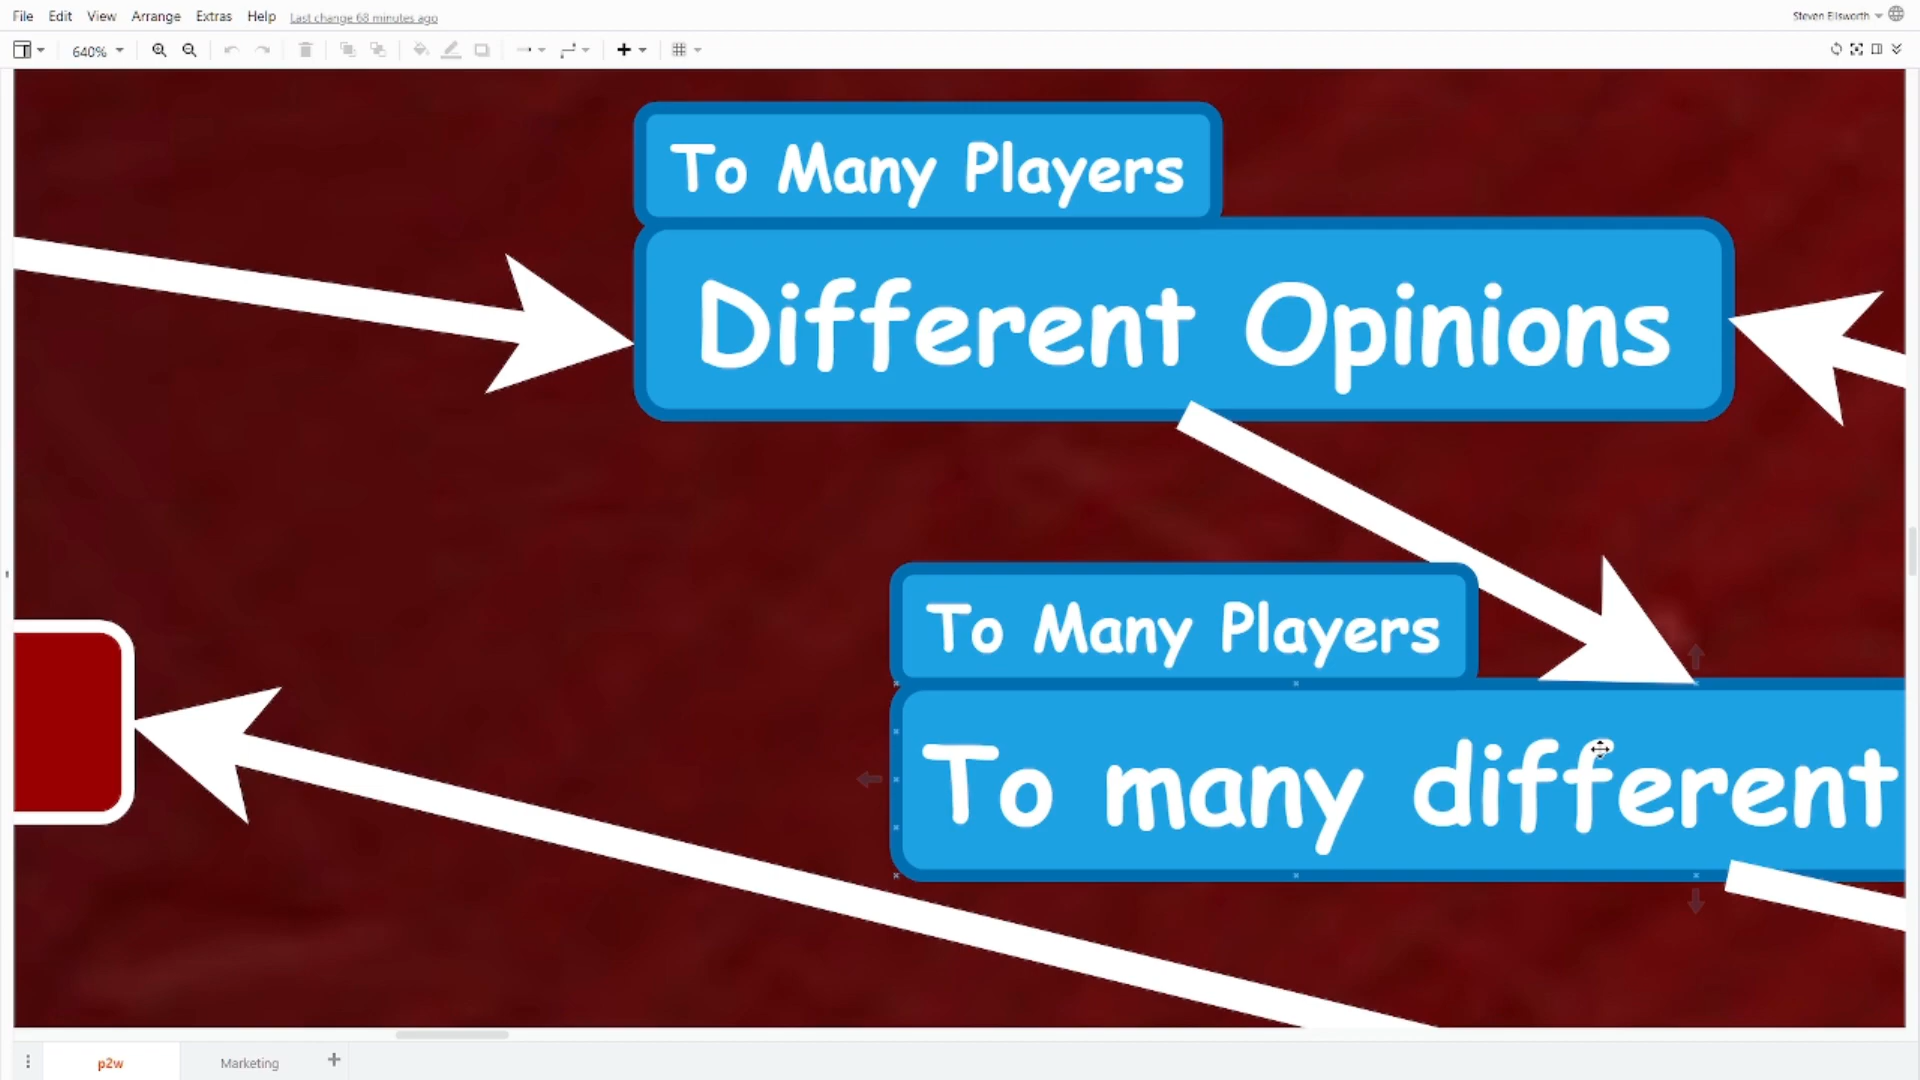 File Edit View Arrange Extras Help Last change 68 minutes ago Steven Ellsworth
640%
To Many Players
Different Opinions
To Many Players
To many different
p2w Marketing